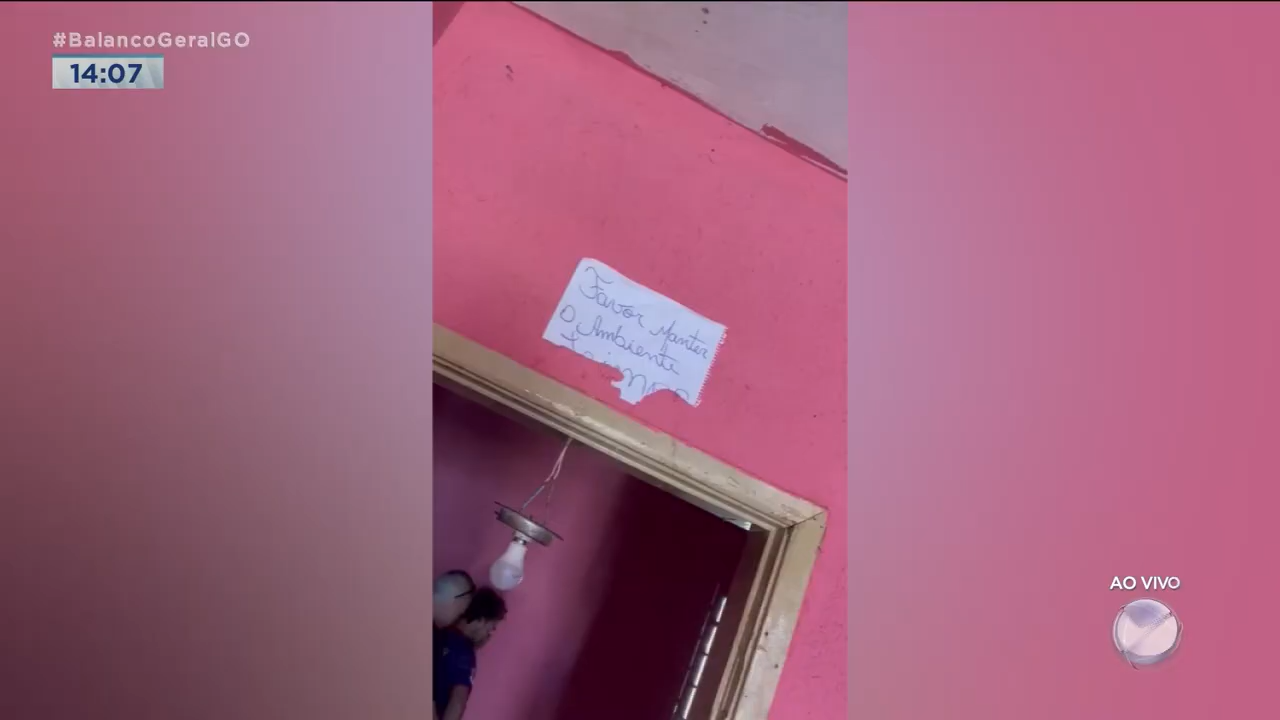 #BalancoGeralGO
14:07
Favor Manter
O Ambiente
AO VIVO